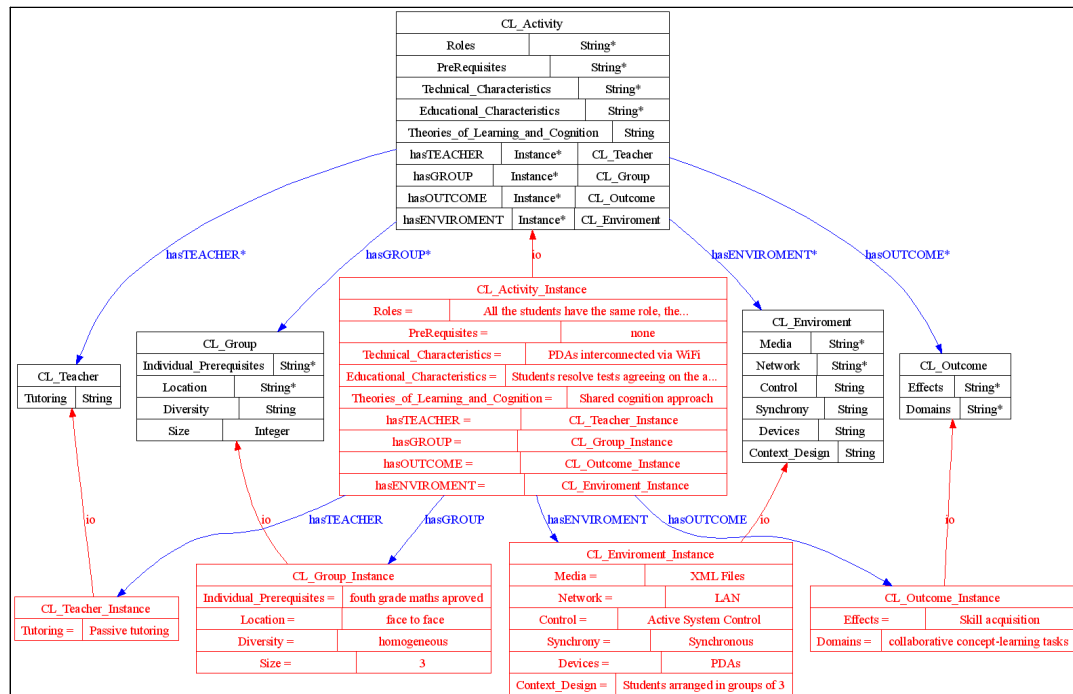 CL_Activity
Roles String*
PreRequisites String*
Technical_Characteristics String*
Educational_Characteristics String*
Theories_of_Learning_and_Cognition String
hasTEACHER Instance* CL_Teacher
hasGROUP Instance* CL_Group
hasOUTCOME Instance* CL_Outcome
hasENVIROMENT Instance* CL_Enviroment
hasTEACHER* hasGROUP* io hasENVIROMENT* hasOUTCOME*
CL_Activity_Instance
Roles = All the students have the same role, the...
PreRequisites = none
Technical_Characteristics = PDAs interconnected via WiFi
Educational_Characteristics = Students resolve tests agreeing on the a...
Theories_of_Learning_and_Cognition = Shared cognition approach
hasTEACHER = CL_Teacher_Instance
hasGROUP = CL_Group_Instance
hasOUTCOME = CL_Outcome_Instance
hasENVIROMENT = CL_Enviroment_Instance
CL_Teacher
Tutoring String
CL_Group
Individual_Prerequisites String*
Location String*
Diversity String
Size Integer
CL_Enviroment
Media String*
Network String*
Control String
Synchrony String
Devices String
Context_Design String
CL_Outcome
Effects String*
Domains String*
io io hasTEACHER hasGROUP hasENVIROMENT hasOUTCOME io io
CL_Teacher_Instance
Tutoring = Passive tutoring
CL_Group_Instance
Individual_Prerequisites = fouth grade maths aproved
Location = face to face
Diversity = homogeneous
Size = 3
CL_Enviroment_Instance
Media = XML Files
Network = LAN
Control = Active System Control
Synchrony = Synchronous
Devices = PDAs
Context_Design = Students arranged in groups of 3
CL_Outcome_Instance
Effects = Skill acquisition
Domains = collaborative concept-learning tasks